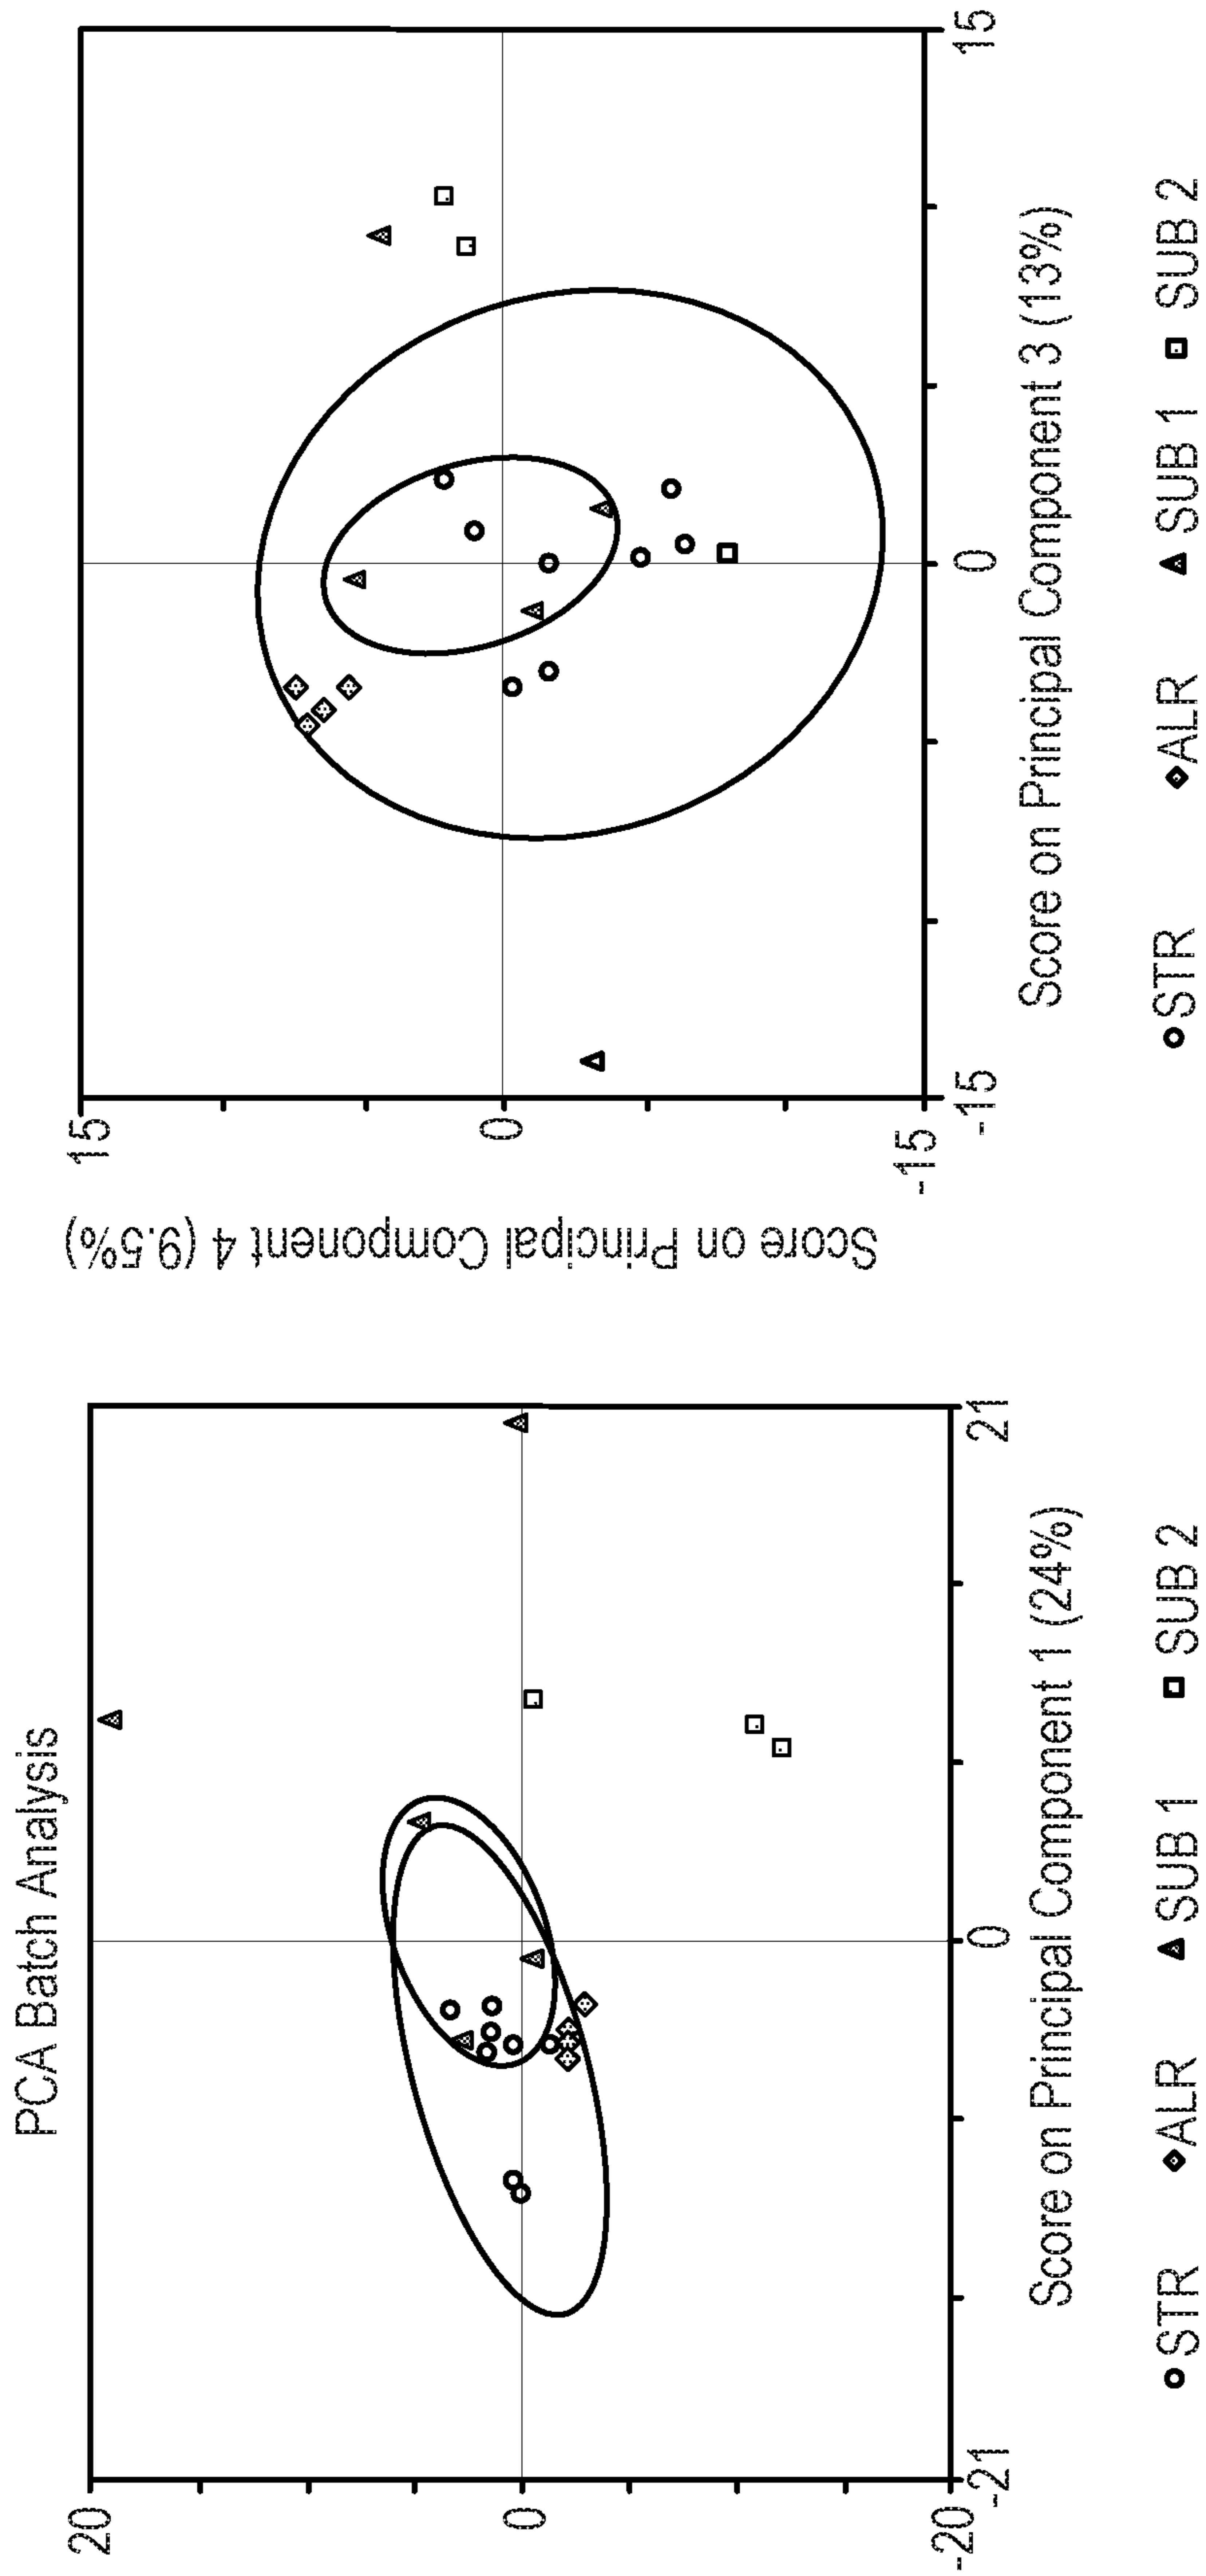 PCA Batch Analysis
20
0
-20
-21
0
21
Score on Principal Component 1 (24%)
STR ALR SUB 1 SUB 2
Score on Principal Component 4 (9.5%)
15
0
-15
-15
0
15
Score on Principal Component 3 (13%)
STR ALR SUB 1 SUB 2